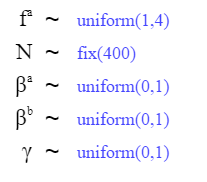 fᵃ ~ uniform(1,4)
N ~ fix(400)
βᵃ ~ uniform(0,1)
βᵇ ~ uniform(0,1)
γ ~ uniform(0,1)